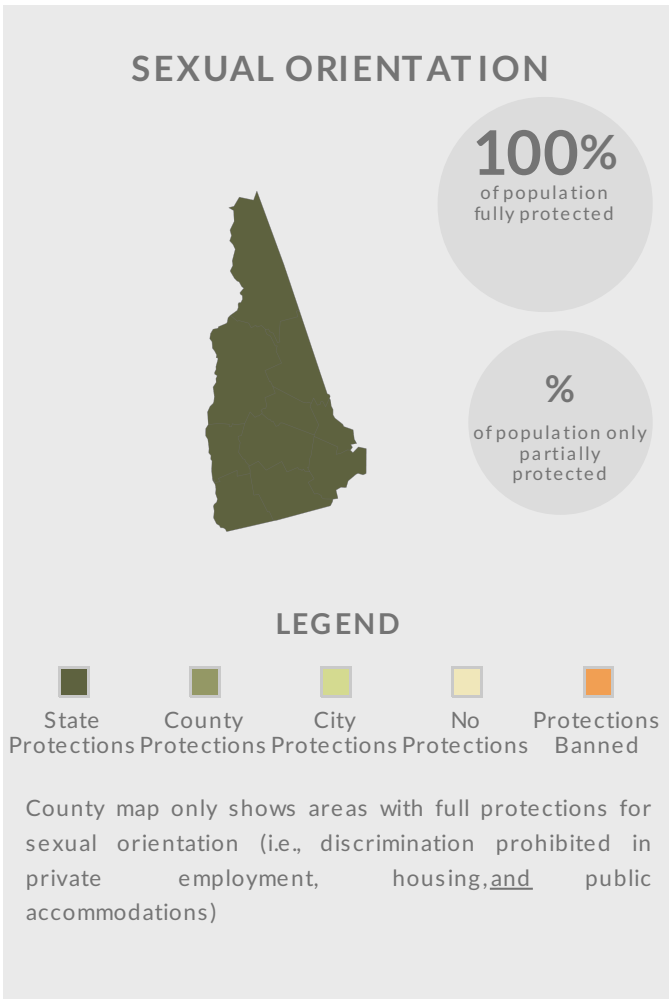 SEXUAL ORIENTATION
100%
of population
fully protected
%
of population only
partially
protected
LEGEND
State
Protections
County
Protections
City
Protections
No
Protections
Protections
Banned
County map only shows areas with full protections for
sexual orientation (i.e., discrimination prohibited in
private employment, housing,and public
accommodations)